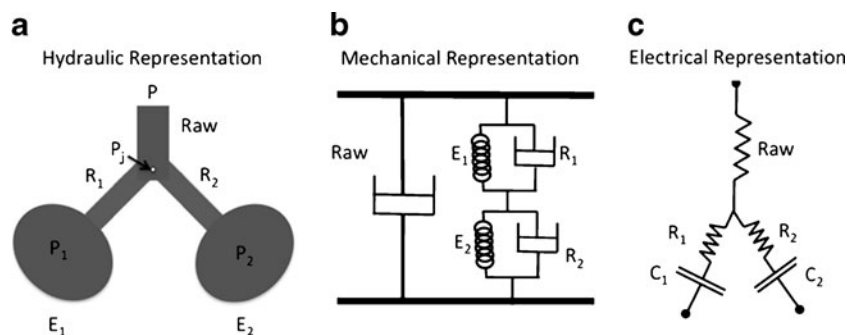 a
Hydraulic Representation
P
Raw
Pj
R1
R2
P1
P2
E1
E2
b
Mechanical Representation
Raw
E1
R1
E2
R2
c
Electrical Representation
Raw
R1
R2
C1
C2